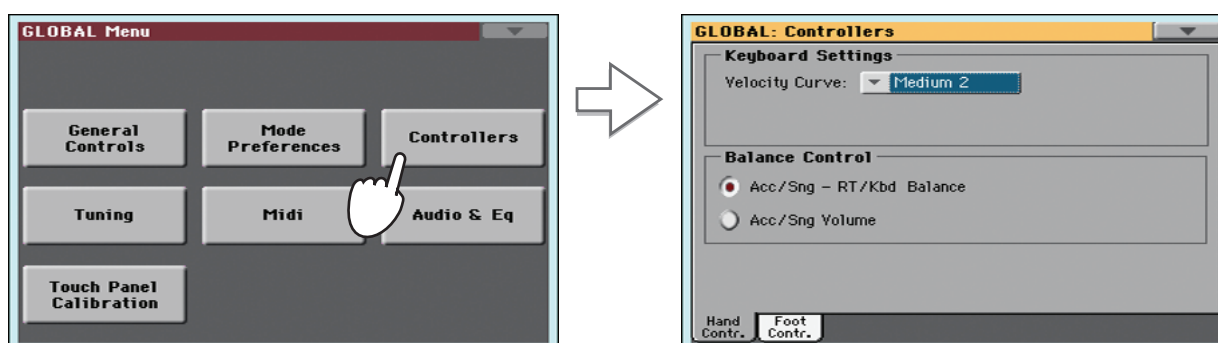 GLOBAL Menu
General
Controls
Mode
Preferences
Controllers
Tuning
Midi
Audio & Eq
Touch Panel
Calibration
GLOBAL: Controllers
Keyboard Settings
Velocity Curve: Medium 2
Balance Control
Acc/Sng - RT/Kbd Balance
Acc/Sng Volume
Hand
Contr.
Foot
Contr.